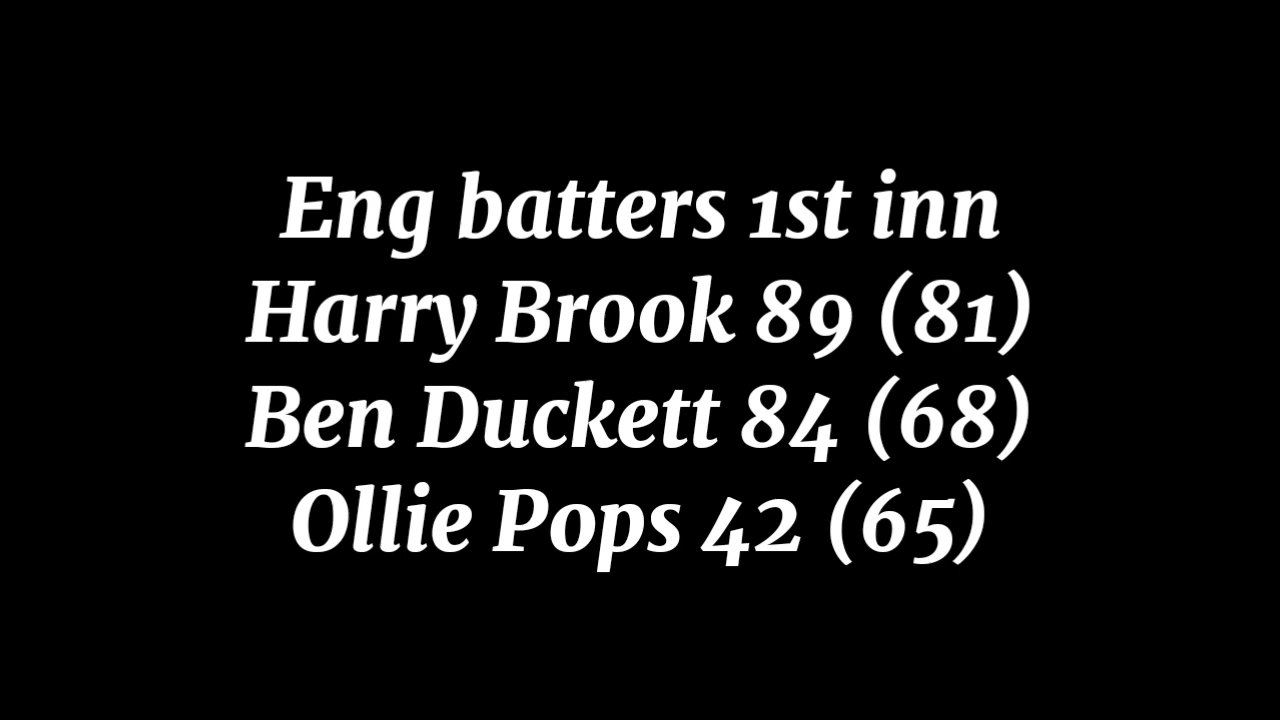 Eng batters 1st inn
Harry Brook 89 (81)
Ben Duckett 84 (68)
Ollie Pops 42 (65)